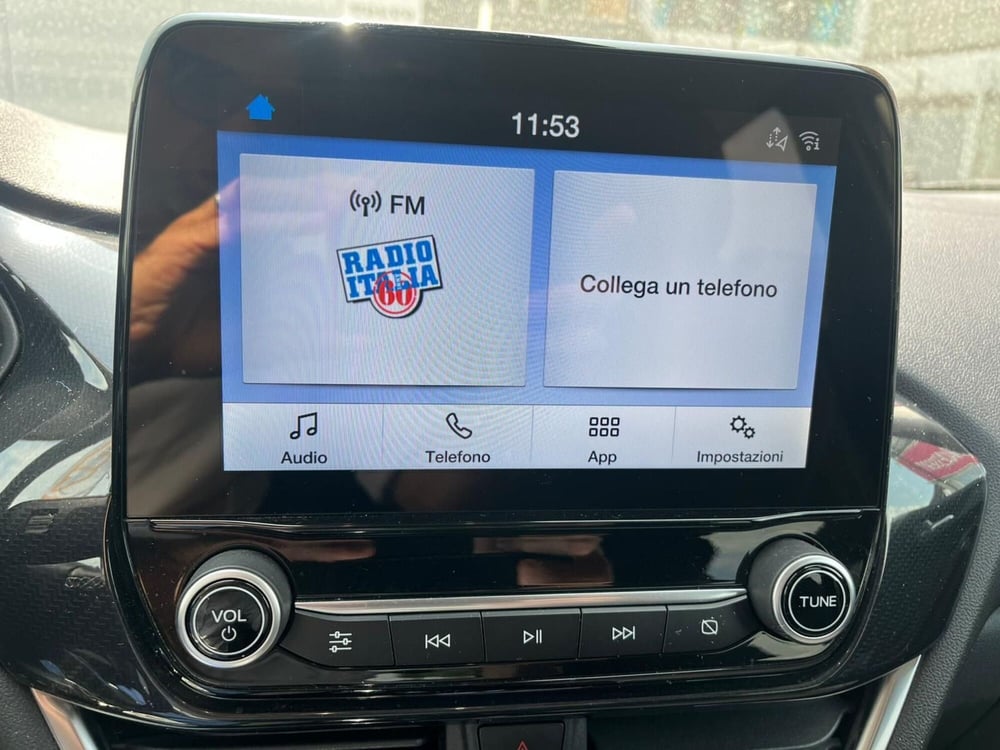 11:53
FM
RADIO
ITALIA
60
Collega un telefono
Audio
Telefono
App
Impostazioni
VOL
TUNE